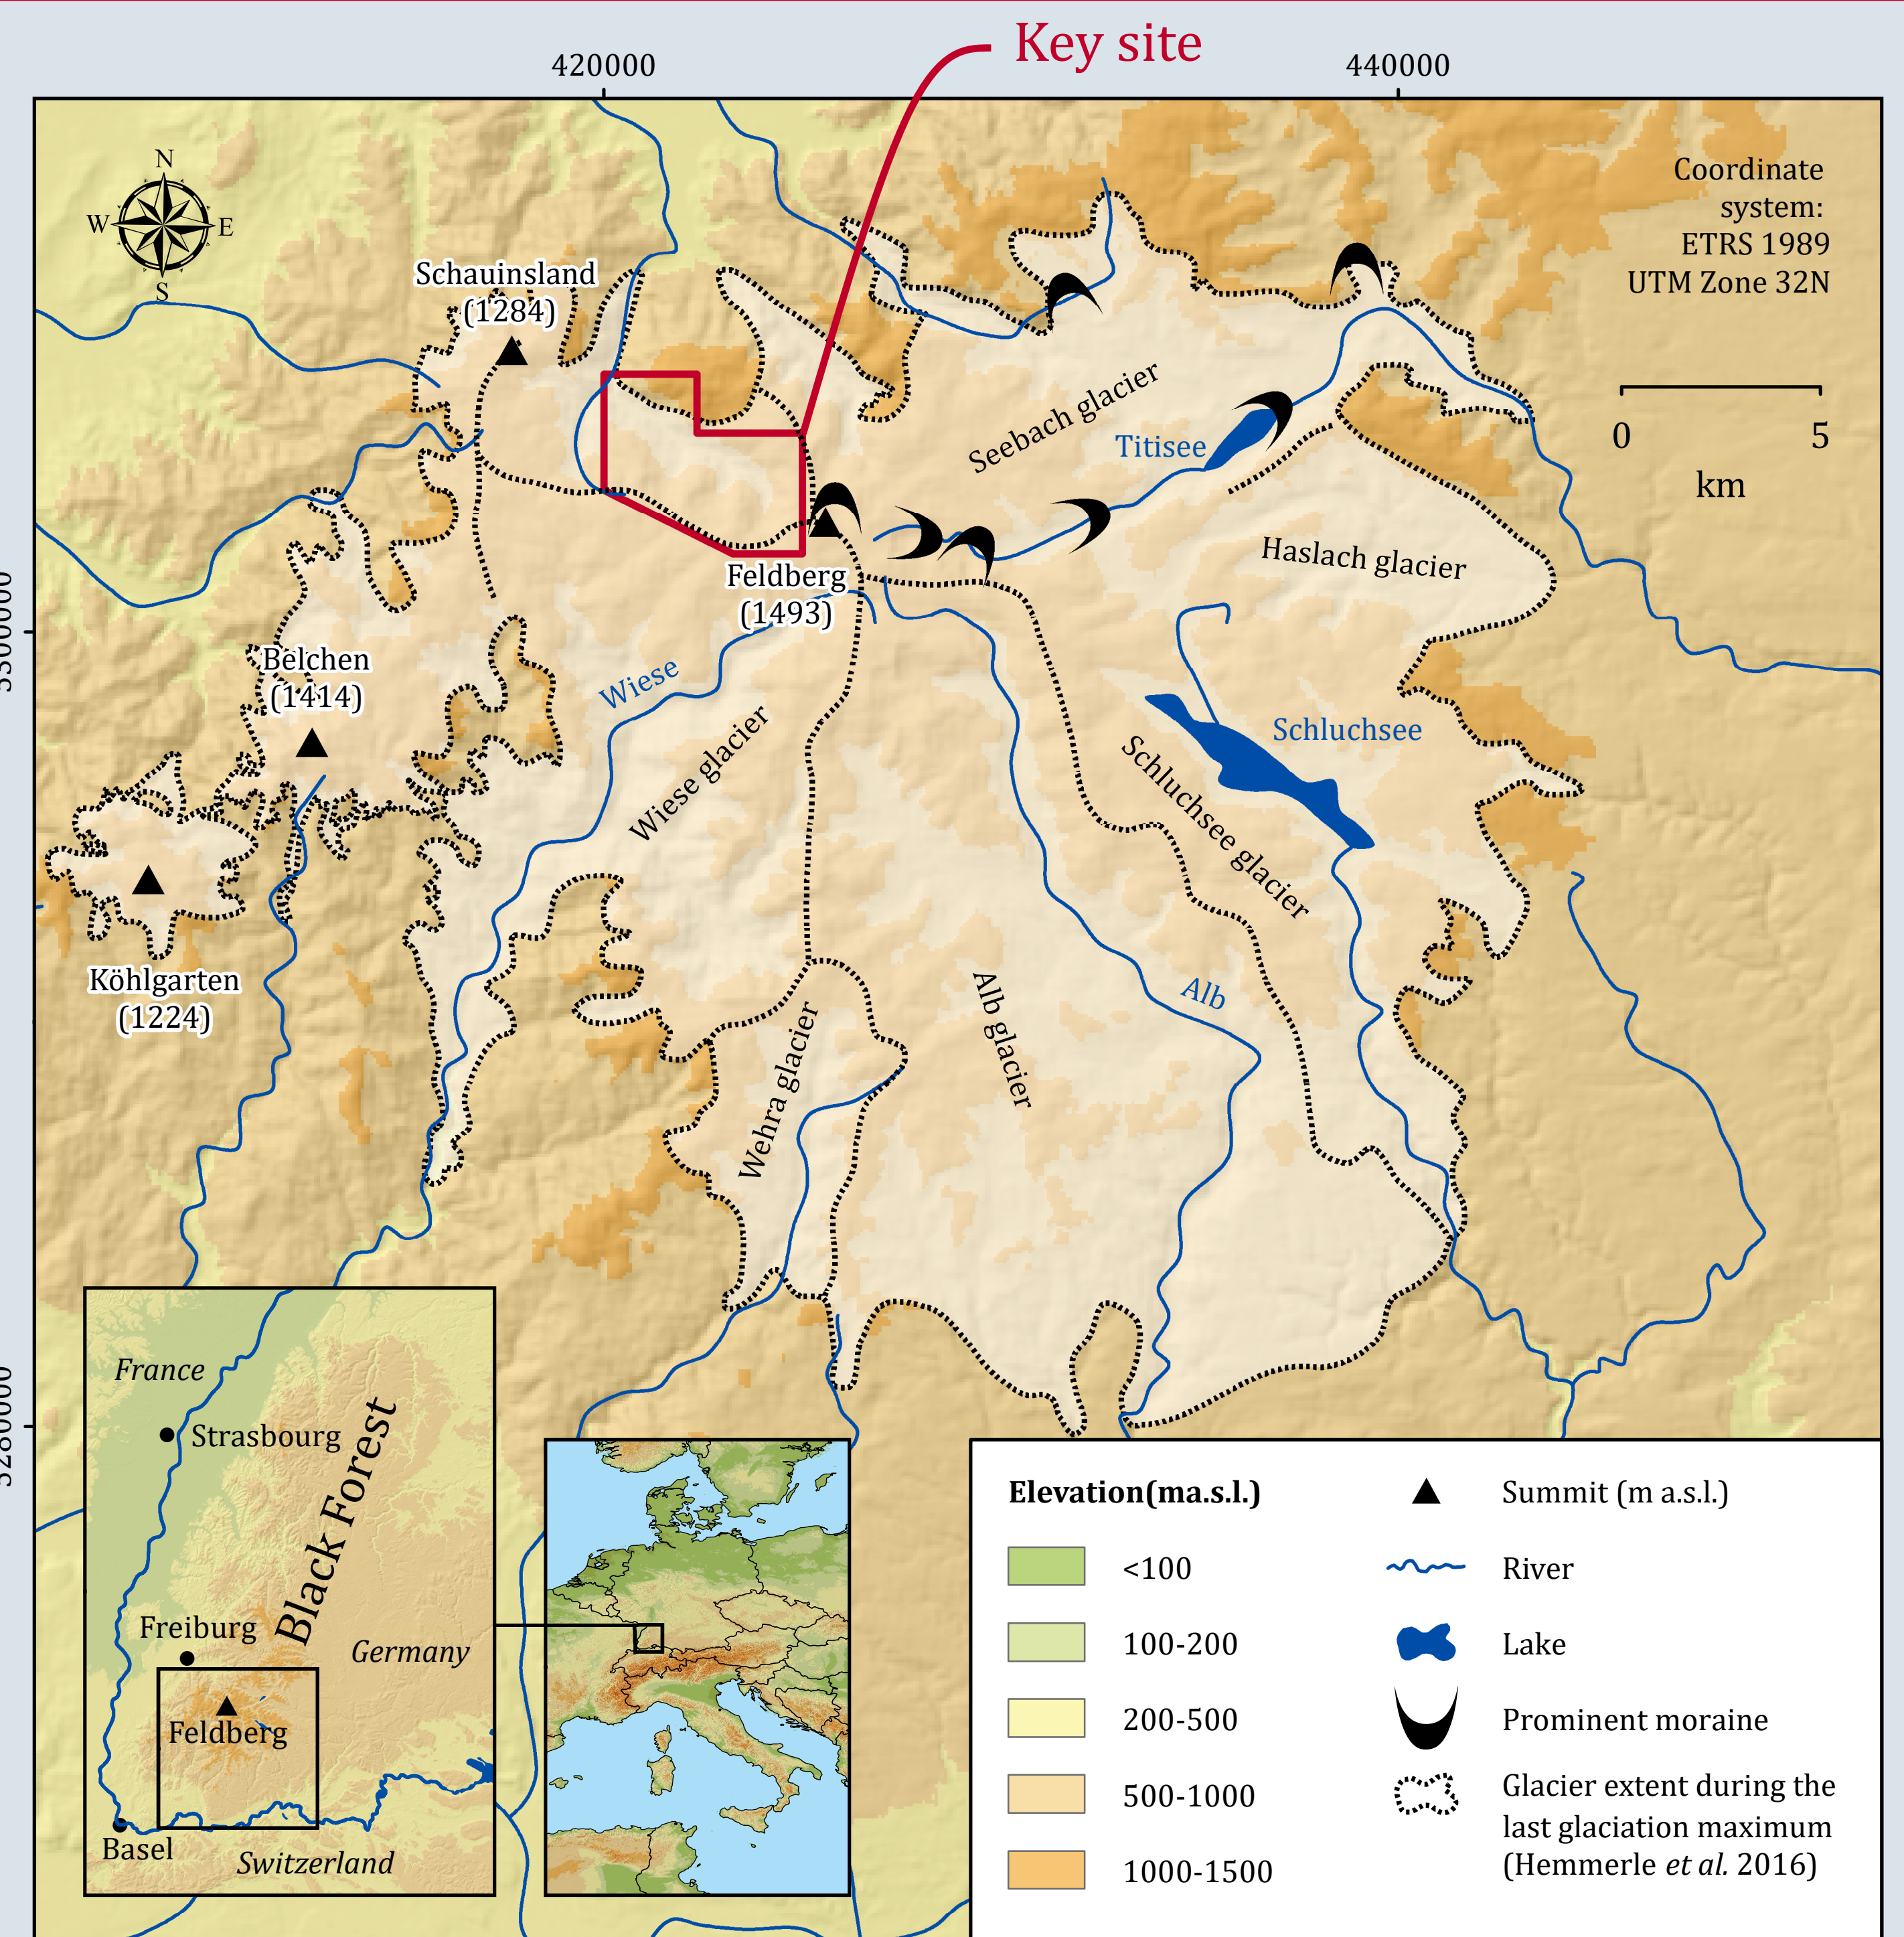 Key site
420000
440000
N
W
E
S
Coordinate
system:
ETRS 1989
UTM Zone 32N
Schauinsland
(1284)
0
5
km
Seebach glacier
Titisee
Haslach glacier
Feldberg
(1493)
Belchen
(1414)
Wiese
Wiese glacier
Schluchsee
Schluchsee glacier
Köhlgarten
(1224)
Alb
Alb glacier
Wehra glacier
France
Strasbourg
Black Forest
Freiburg
Germany
Feldberg
Basel
Switzerland
Elevation(ma.s.l.)
<100
100-200
200-500
500-1000
1000-1500
Summit (m a.s.l.)
River
Lake
Prominent moraine
Glacier extent during the
last glaciation maximum
(Hemmerle et al. 2016)